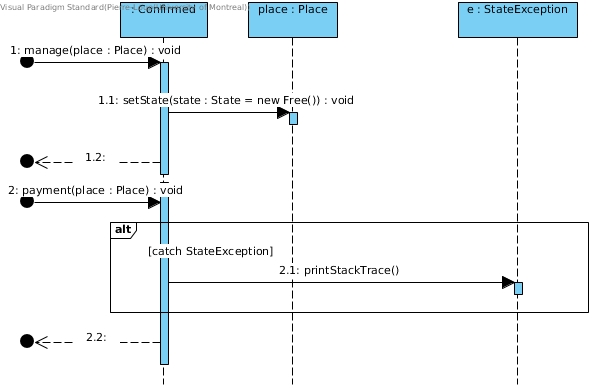 Visual Paradigm Standard(Pierre of Montreal)
: Confirmed
place : Place
e : StateException
1: manage(place : Place) : void
1.1: setState(state : State = new Free()) : void
1.2:
2: payment(place : Place) : void
alt
[catch StateException]
2.1: printStackTrace()
2.2: